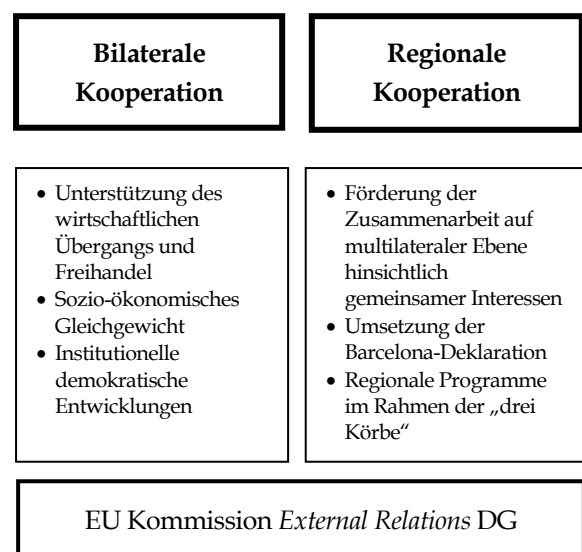 Bilaterale
Kooperation
Regionale
Kooperation
• Unterstützung des
wirtschaftlichen
Übergangs und
Freihandel
• Sozio-ökonomisches
Gleichgewicht
• Institutionelle
demokratische
Entwicklungen
• Förderung der
Zusammenarbeit auf
multilateraler Ebene
hinsichtlich
gemeinsamer Interessen
• Umsetzung der
Barcelona-Deklaration
• Regionale Programme
im Rahmen der „drei
Körbe“
EU Kommission External Relations DG